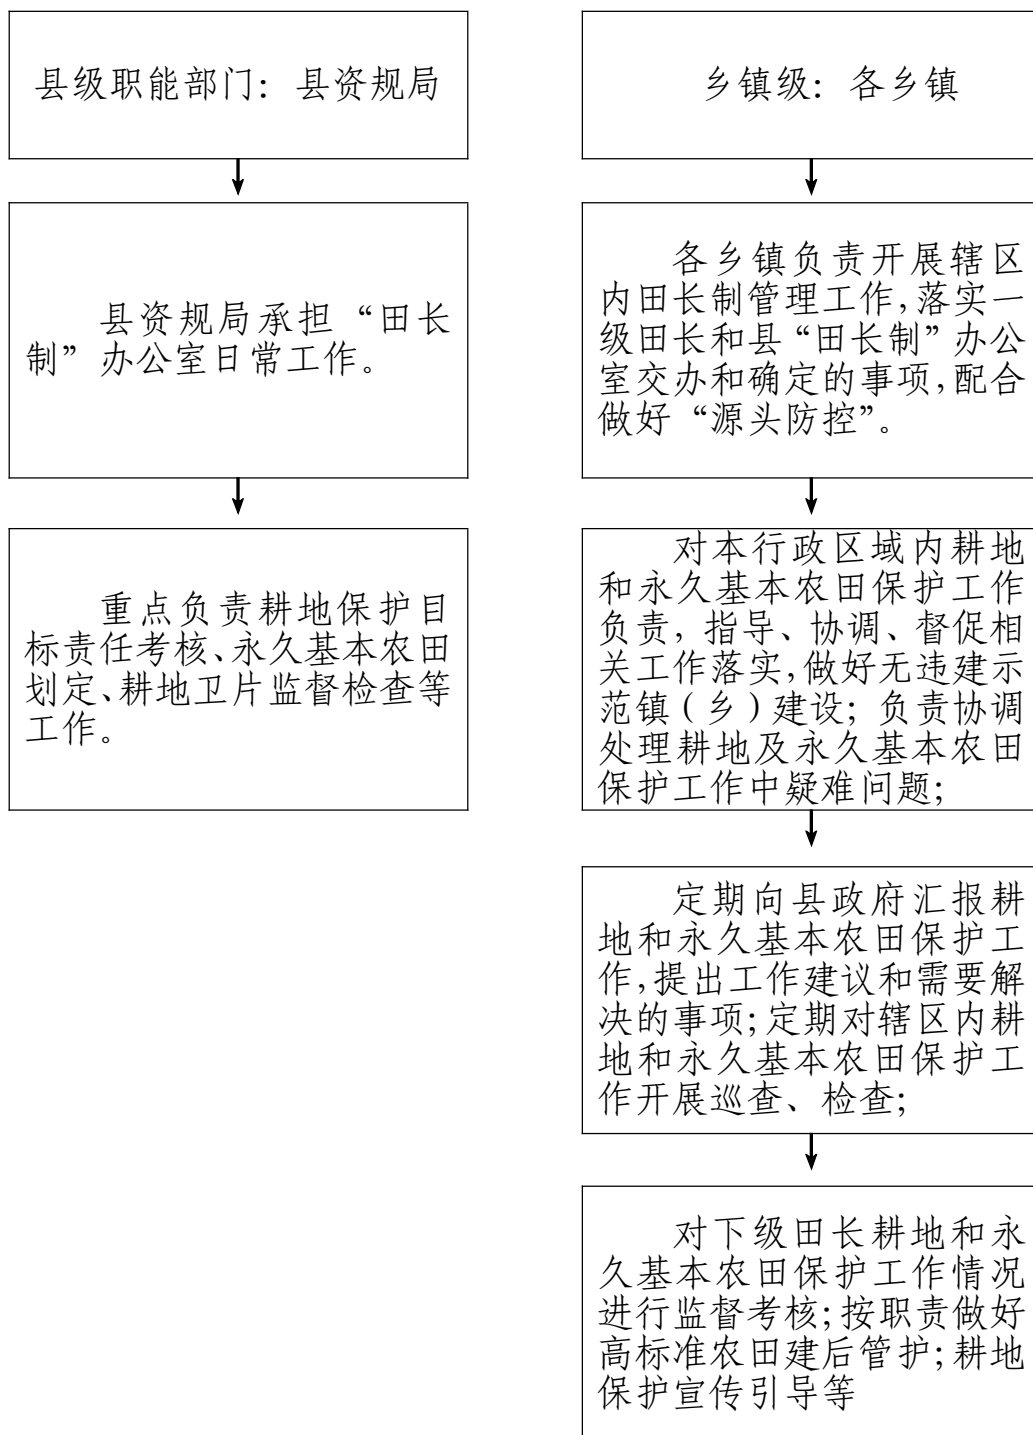 县级职能部门：县资规局
县资规局承担“田长
制”办公室日常工作。
重点负责耕地保护目
标责任考核、永久基本农田
划定、耕地卫片监督检查等
工作。
乡镇级：各乡镇
各乡镇负责开展辖区
内田长制管理工作，落实一
级田长和县“田长制”办公
室交办和确定的事项，配合
做好“源头防控”。
对本行政区域内耕地
和永久基本农田保护工作
负责，指导、协调、督促相
关工作落实，做好无违建示
范镇（乡）建设；负责协调
处理耕地及永久基本农田
保护工作中疑难问题；
定期向县政府汇报耕
地和永久基本农田保护工
作，提出工作建议和需要解
决的事项；定期对辖区内耕
地和永久基本农田保护工
作开展巡查、检查；
对下级田长耕地和永
久基本农田保护工作情况
进行监督考核；按职责做好
高标准农田建后管护；耕地
保护宣传引导等